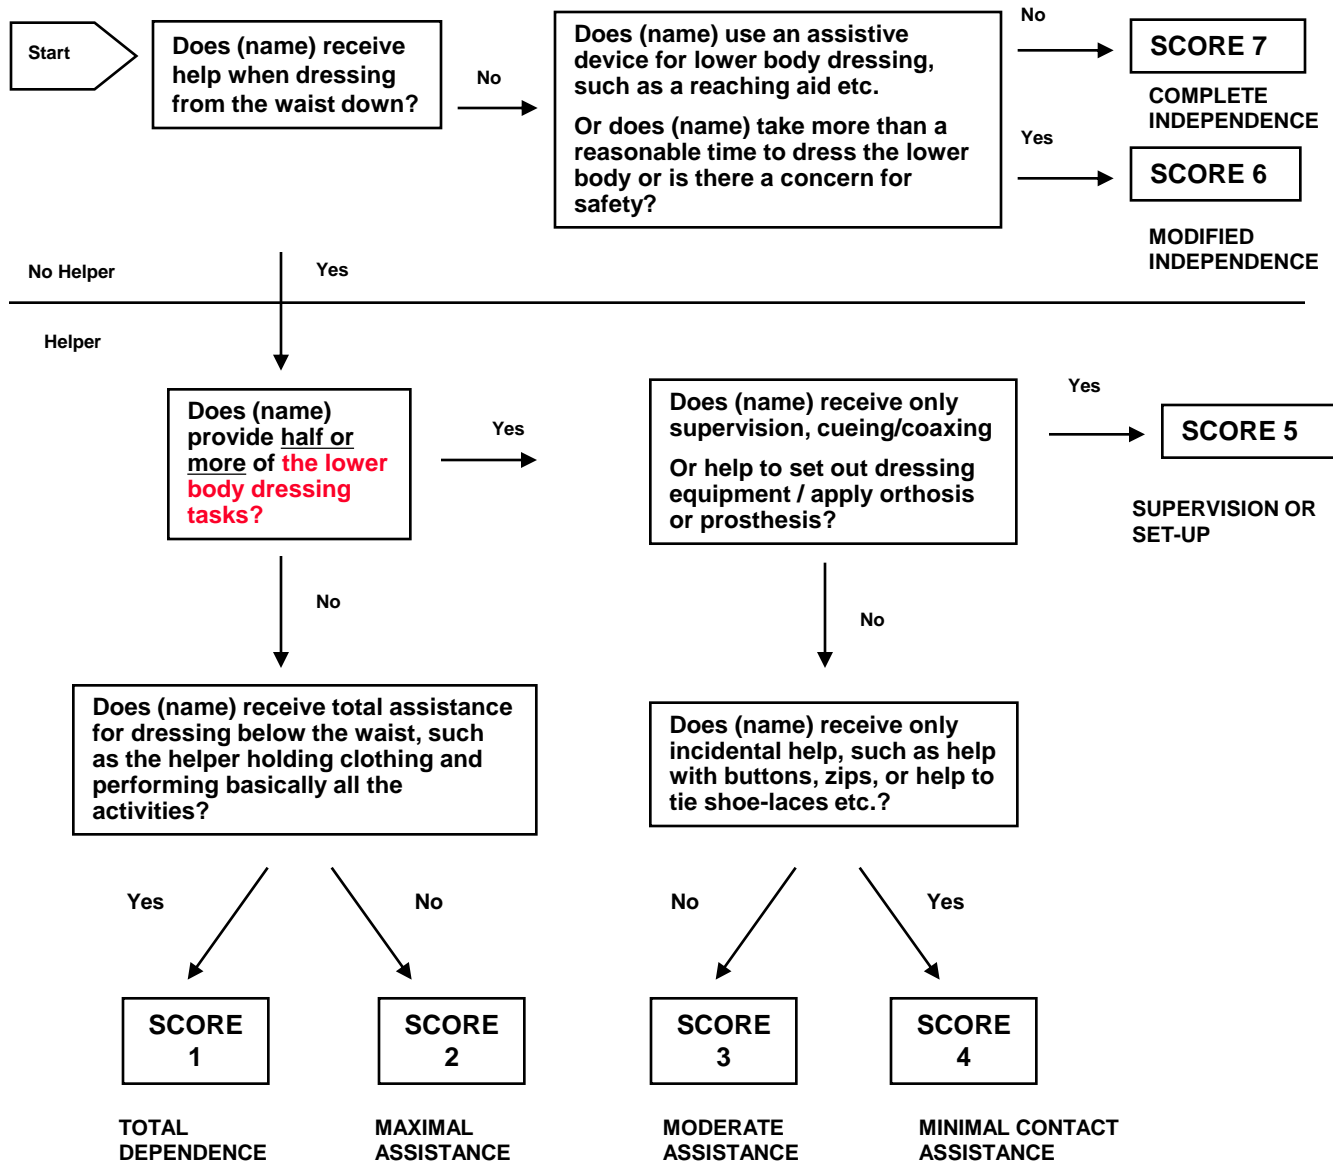 Start
Does (name) receive
help when dressing
from the waist down?
No
Does (name) use an assistive
device for lower body dressing,
such as a reaching aid etc.
Or does (name) take more than a
reasonable time to dress the lower
body or is there a concern for
safety?
No
SCORE 7
COMPLETE
INDEPENDENCE
Yes
SCORE 6
MODIFIED
INDEPENDENCE
No Helper
Yes
Helper
Does (name)
provide half or
more of the lower
body dressing
tasks?
Yes
Does (name) receive only
supervision, cueing/coaxing
Or help to set out dressing
equipment / apply orthosis
or prosthesis?
Yes
SCORE 5
SUPERVISION OR
SET-UP
No
No
Does (name) receive total assistance
for dressing below the waist, such
as the helper holding clothing and
performing basically all the
activities?
Does (name) receive only
incidental help, such as help
with buttons, zips, or help to
tie shoe-laces etc.?
Yes
No
No
Yes
SCORE
1
SCORE
2
SCORE
3
SCORE
4
TOTAL
DEPENDENCE
MAXIMAL
ASSISTANCE
MODERATE
ASSISTANCE
MINIMAL CONTACT
ASSISTANCE